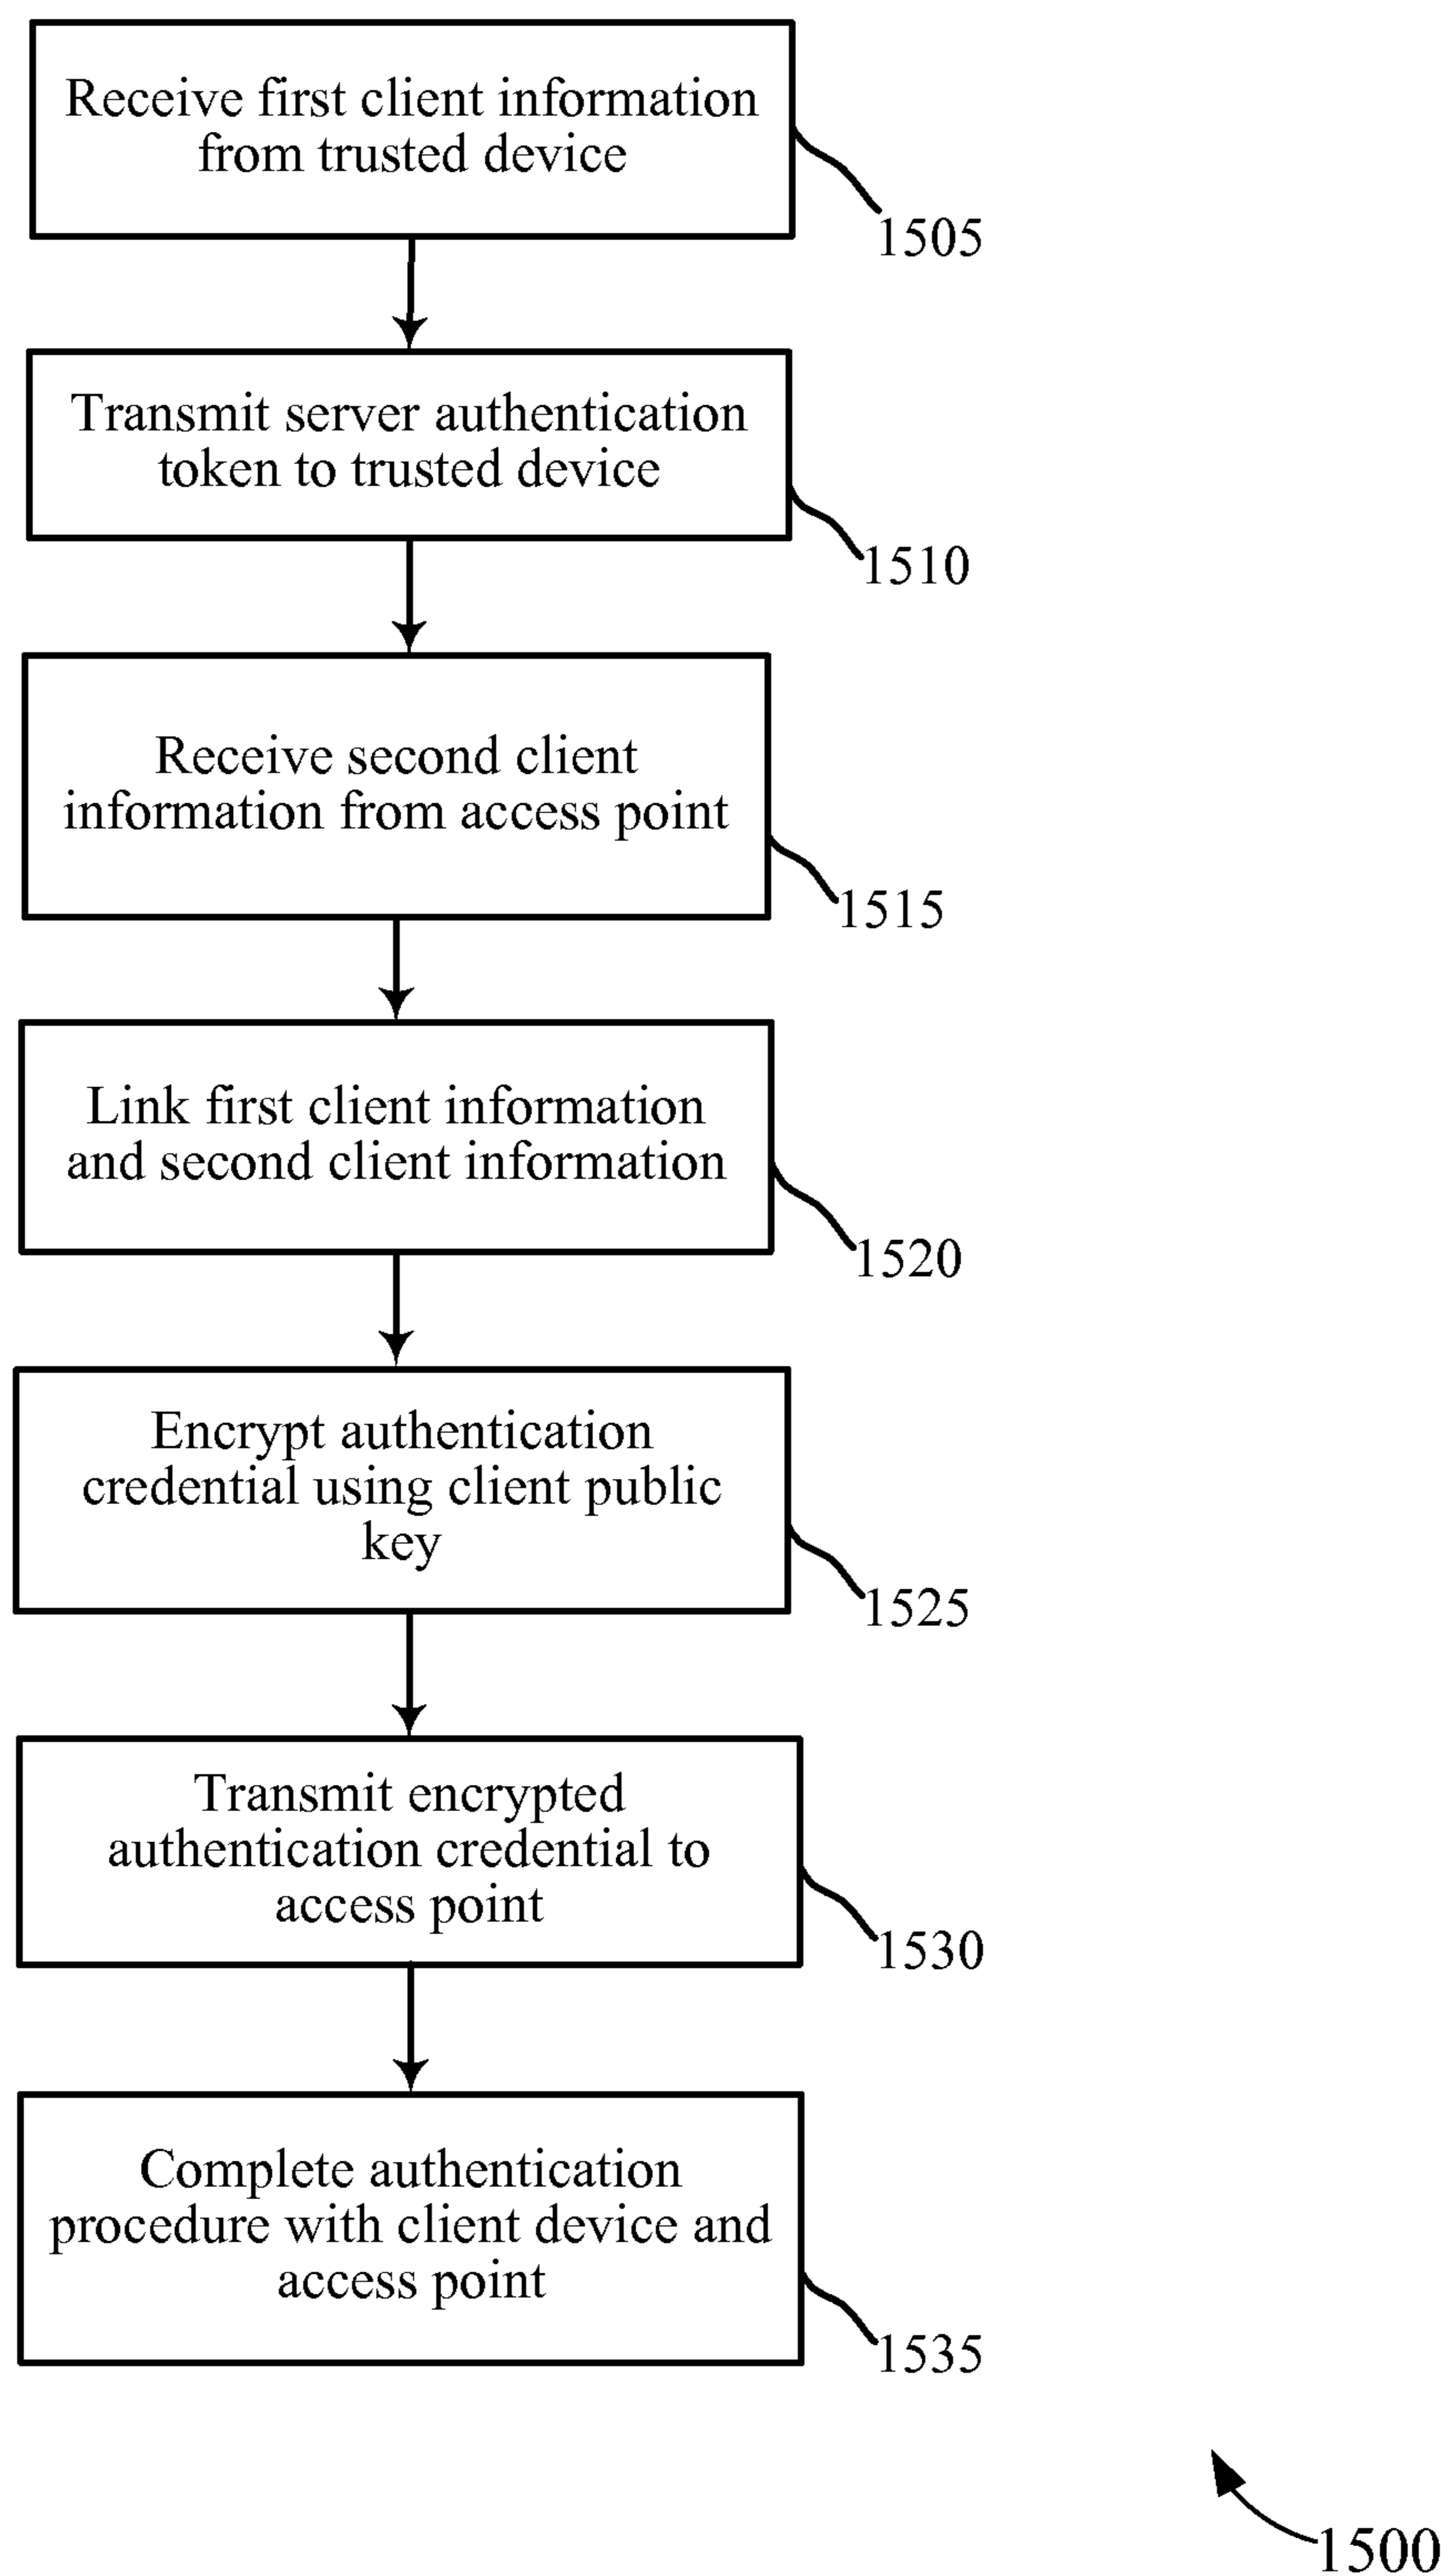 Receive first client information
from trusted device
1505
Transmit server authentication
token to trusted device
1510
Receive second client
information from access point
1515
Link first client information
and second client information
1520
Encrypt authentication
credential using client public
key
1525
Transmit encrypted
authentication credential to
access point
1530
Complete authentication
procedure with client device and
access point
1535
1500